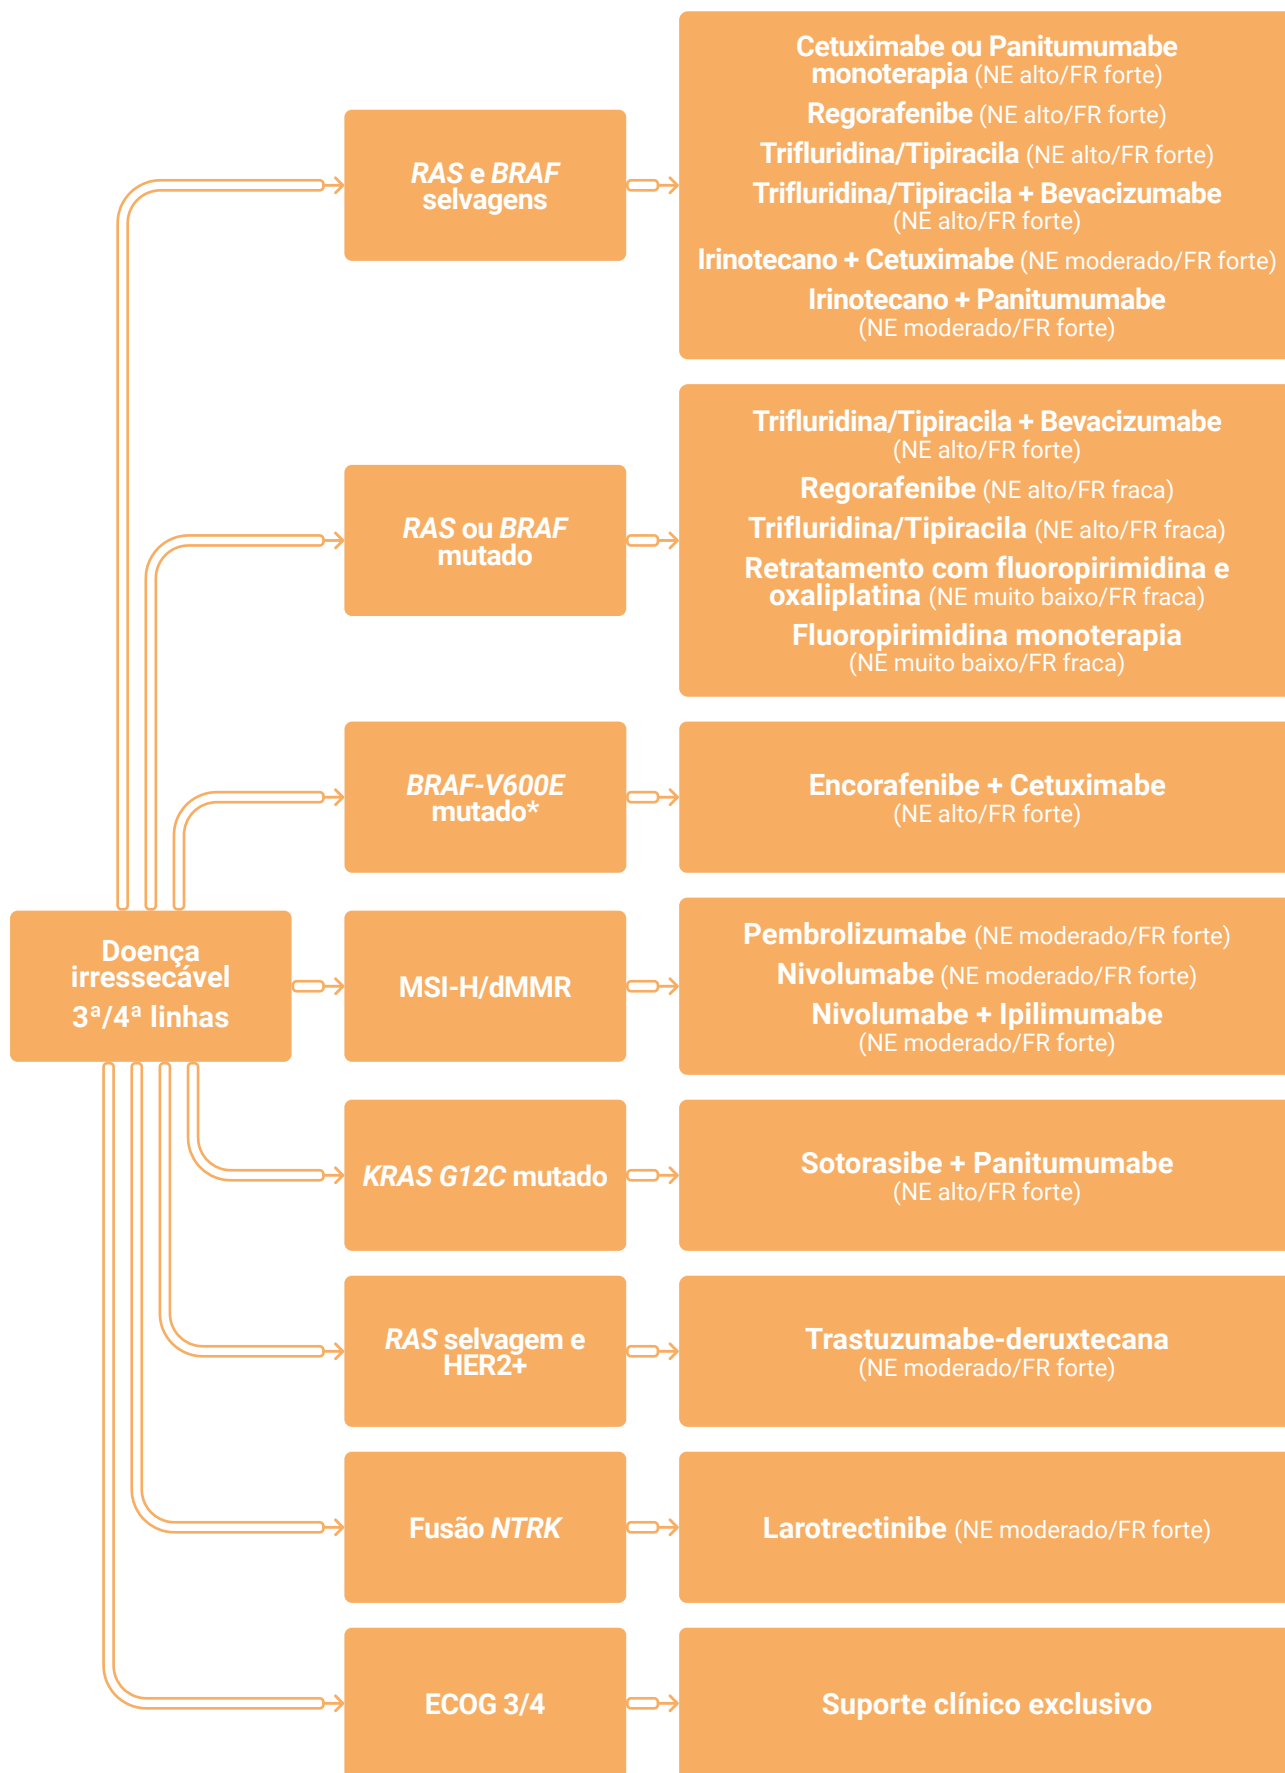 Doença
irressecável
3ª/4ª linhas
RAS e BRAF
selvagens
Cetuximabe ou Panitumumabe
monoterapia (NE alto/FR forte)
Regorafenibe (NE alto/FR forte)
Trifluridina/Tipiracila (NE alto/FR forte)
Trifluridina/Tipiracila + Bevacizumabe
(NE alto/FR forte)
Irinotecano + Cetuximabe (NE moderado/FR forte)
Irinotecano + Panitumumabe
(NE moderado/FR forte)
RAS ou BRAF
mutado
Trifluridina/Tipiracila + Bevacizumabe
(NE alto/FR forte)
Regorafenibe (NE alto/FR fraca)
Trifluridina/Tipiracila (NE alto/FR fraca)
Retratamento com fluoropirimidina e
oxaliplatina (NE muito baixo/FR fraca)
Fluoropirimidina monoterapia
(NE muito baixo/FR fraca)
BRAF-V600E
mutado*
Encorafenibe + Cetuximabe
(NE alto/FR forte)
MSI-H/dMMR
Pembrolizumabe (NE moderado/FR forte)
Nivolumabe (NE moderado/FR forte)
Nivolumabe + Ipilimumabe
(NE moderado/FR forte)
KRAS G12C mutado
Sotorasibe + Panitumumabe
(NE alto/FR forte)
RAS selvagem e
HER2+
Trastuzumabe-deruxtecana
(NE moderado/FR forte)
Fusão NTRK
Larotrectinibe (NE moderado/FR forte)
ECOG 3/4
Suporte clínico exclusivo